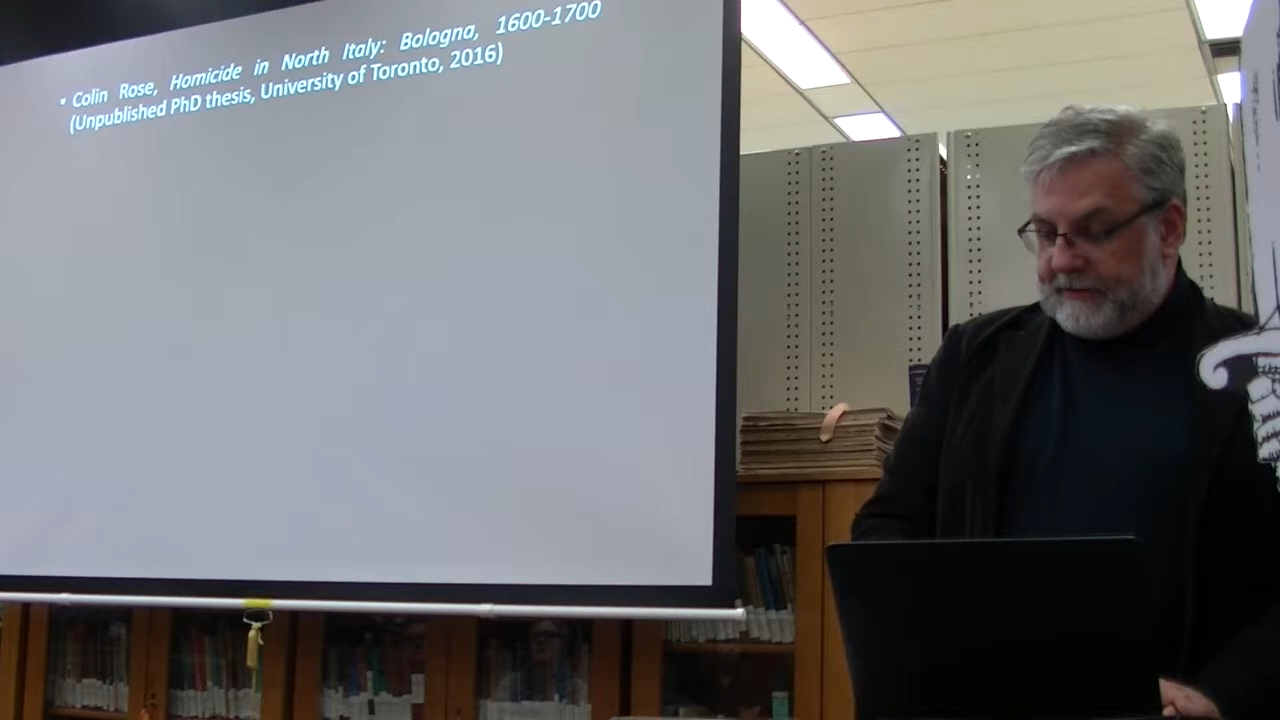 • Colin Rose, Homicide in North Italy: Bologna, 1600-1700
(Unpublished PhD thesis, University of Toronto, 2016)